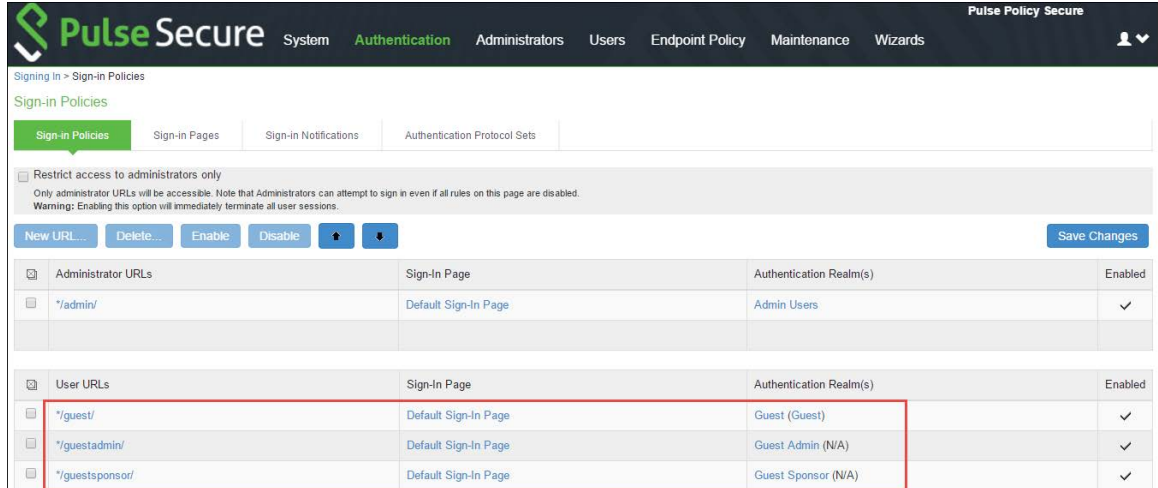 Pulse Policy Secure
Pulse Secure System Authentication Administrators Users Endpoint Policy Maintenance Wizards
Signing In > Sign-in Policies
Sign-in Policies
Sign-in Policies Sign-in Pages Sign-in Notifications Authentication Protocol Sets
Restrict access to administrators only
Only administrator URLs will be accessible. Note that Administrators can attempt to sign in even if all rules on this page are disabled.
Warning: Enabling this option will immediately terminate all user sessions.
New URL... Delete... Enable Disable Save Changes
Administrator URLs Sign-In Page Authentication Realm(s) Enabled
*/admin/ Default Sign-In Page Admin Users
User URLs Sign-In Page Authentication Realm(s) Enabled
*/guest/ Default Sign-In Page Guest (Guest)
*/guestadmin/ Default Sign-In Page Guest Admin (N/A)
*/guestsponsor/ Default Sign-In Page Guest Sponsor (N/A)